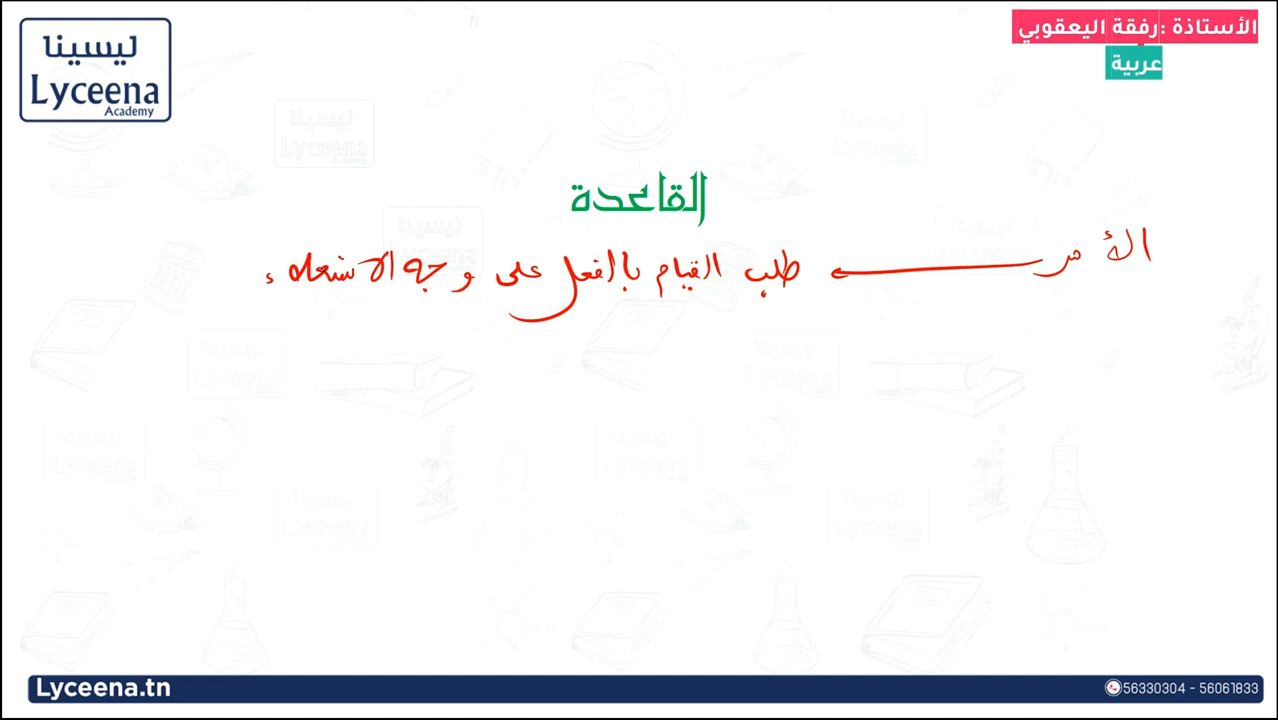 ليسينا
Lyceena
Academy
الأستاذة :رفقة اليعقوبي
عربية
القاعدة
الأمر طلب القيام بالفعل على وجه الاستعلاء
Lyceena.tn
56330304 - 56061833